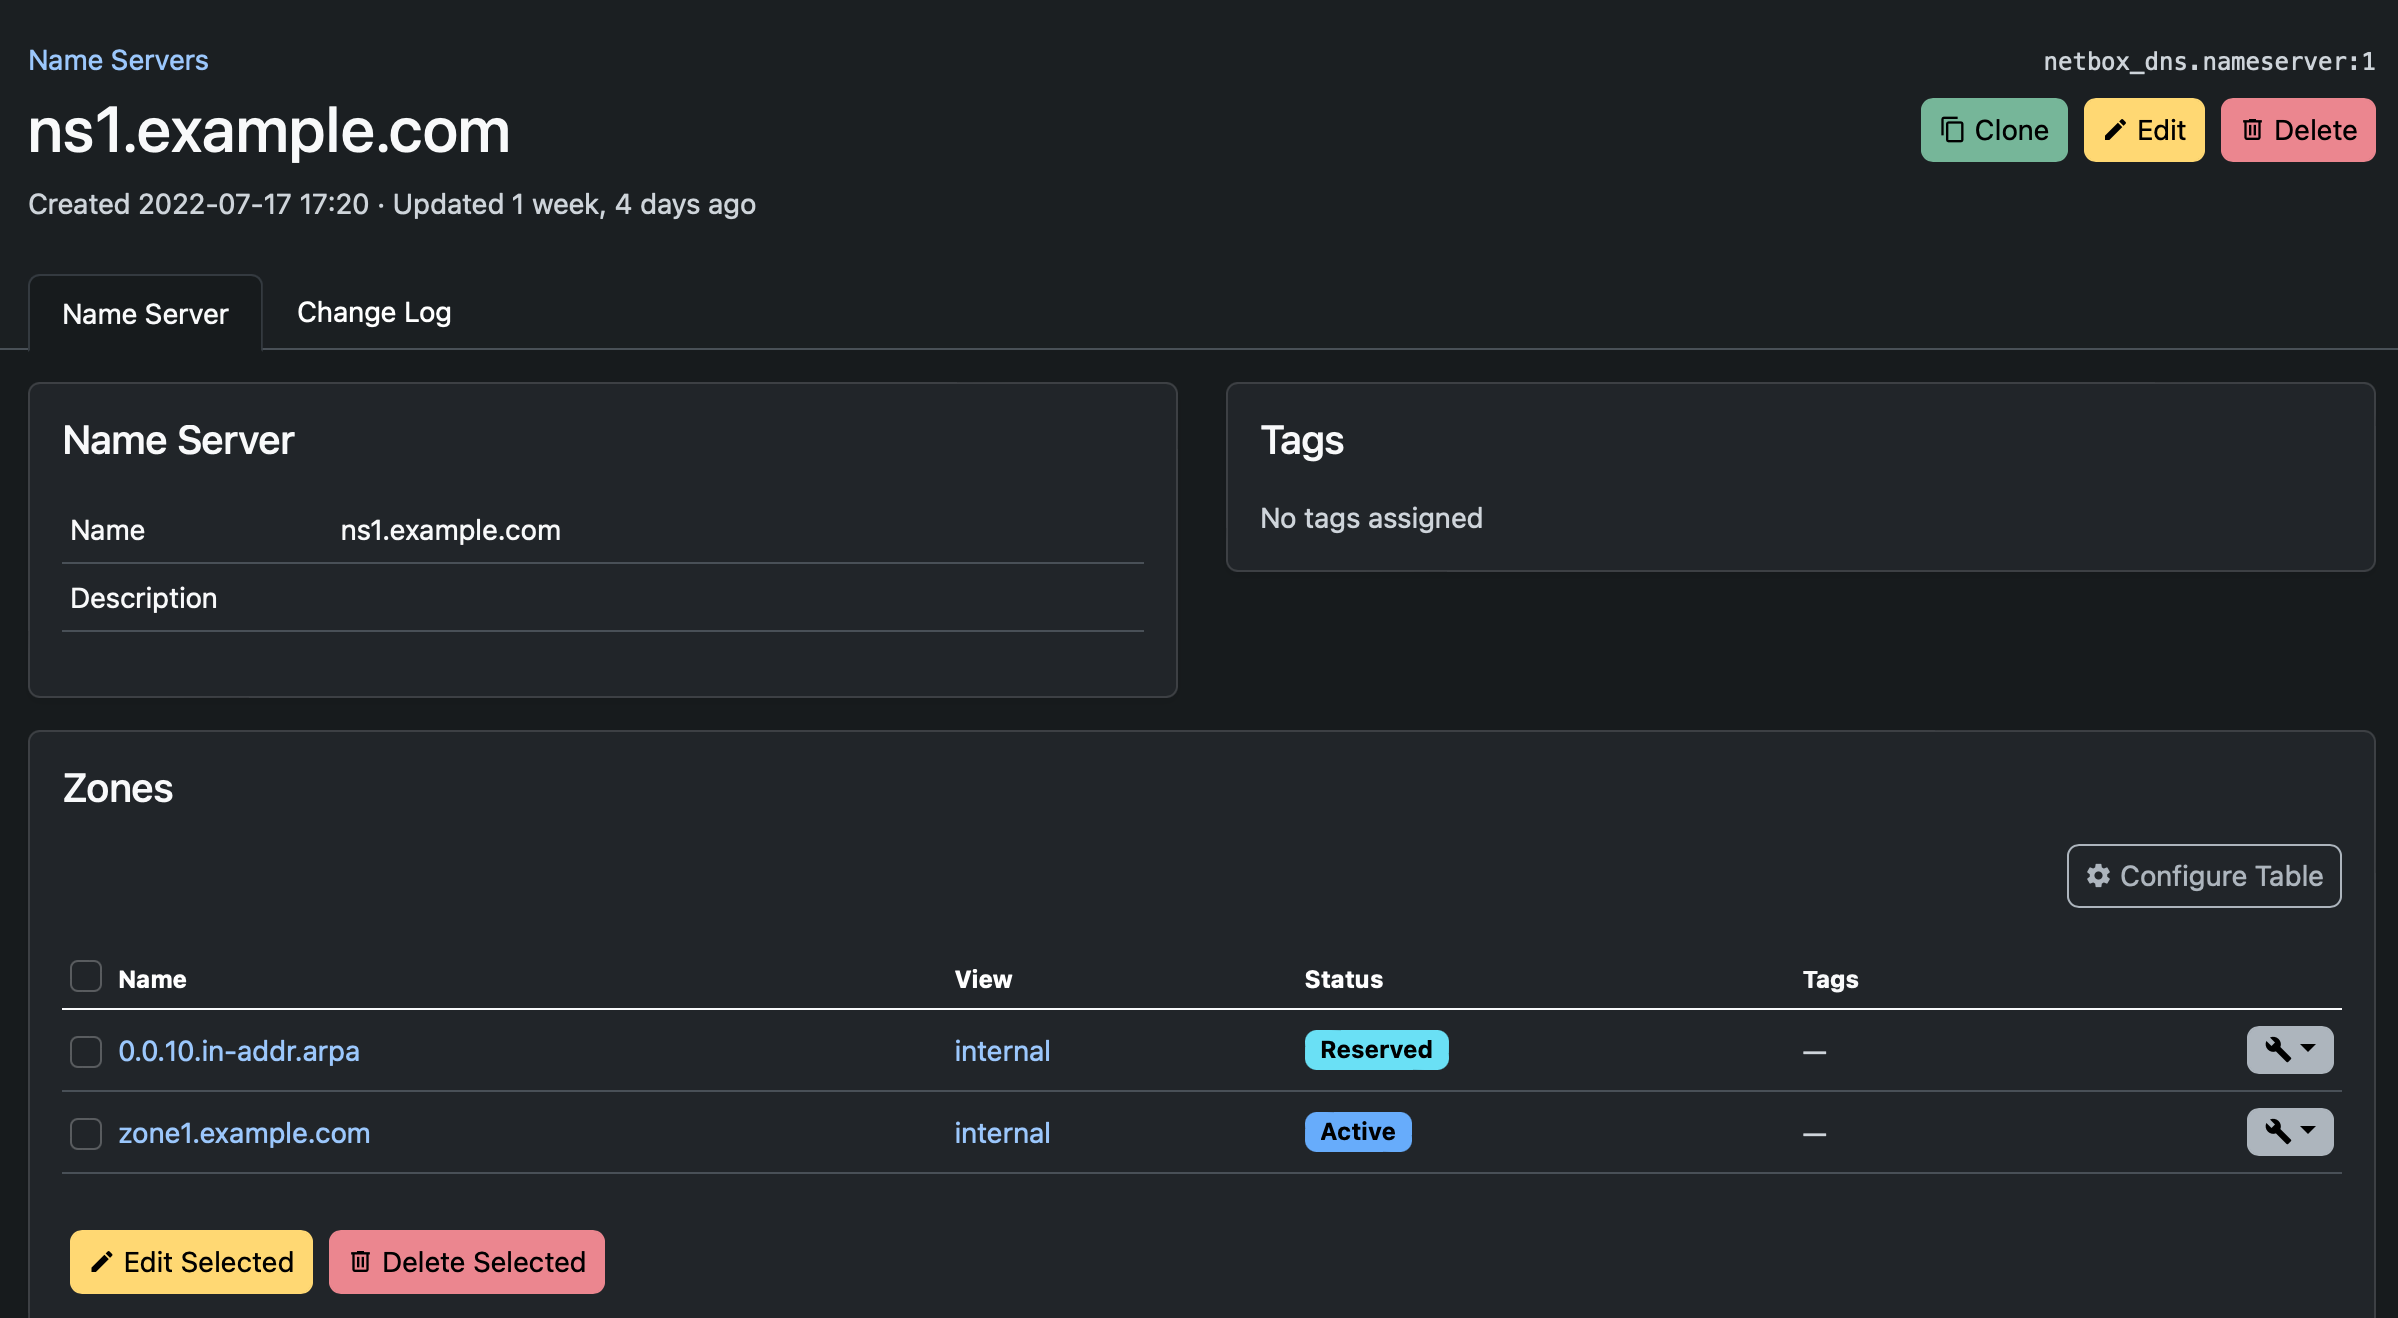 Name Servers
netbox_dns.nameserver:1
ns1.example.com
Clone
Edit
Delete
Created 2022-07-17 17:20 · Updated 1 week, 4 days ago
Name Server
Change Log
Name Server
Name ns1.example.com
Description
Tags
No tags assigned
Zones
Configure Table
Name View Status Tags
0.0.10.in-addr.arpa internal Reserved —
zone1.example.com internal Active —
Edit Selected
Delete Selected